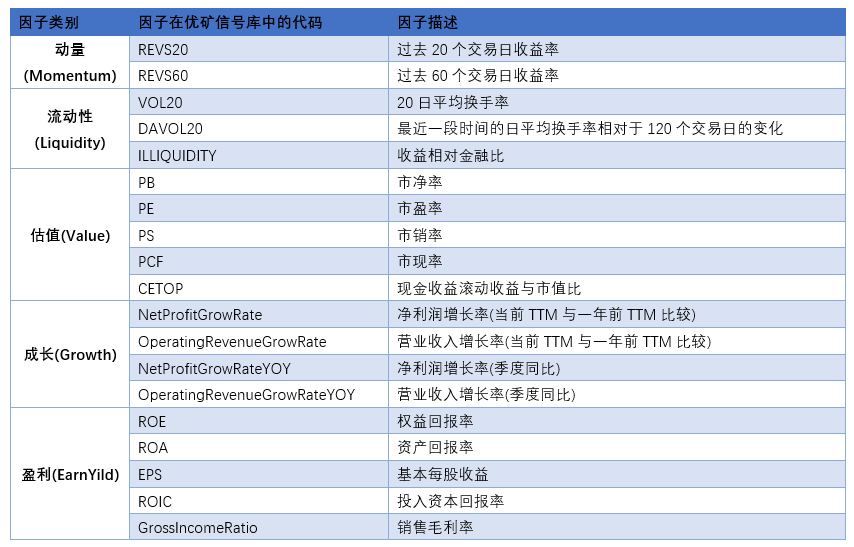 因子类别 因子在优矿信号库中的代码 因子描述
动量 REVS20 过去 20 个交易日收益率
(Momentum) REVS60 过去 60 个交易日收益率
流动性 VOL20 20 日平均换手率
(Liquidity) DAVOL20 最近一段时间的日平均换手率相对于 120 个交易日的变化
ILLIQUIDITY 收益相对金融比
估值(Value) PB 市净率
PE 市盈率
PS 市销率
PCF 市现率
CETOP 现金收益滚动收益与市值比
成长(Growth) NetProfitGrowRate 净利润增长率(当前 TTM 与一年前 TTM 比较)
OperatingRevenueGrowRate 营业收入增长率(当前 TTM 与一年前 TTM 比较)
NetProfitGrowRateYOY 净利润增长率(季度同比)
OperatingRevenueGrowRateYOY 营业收入增长率(季度同比)
盈利(EarnYild) ROE 权益回报率
ROA 资产回报率
EPS 基本每股收益
ROIC 投入资本回报率
GrossIncomeRatio 销售毛利率